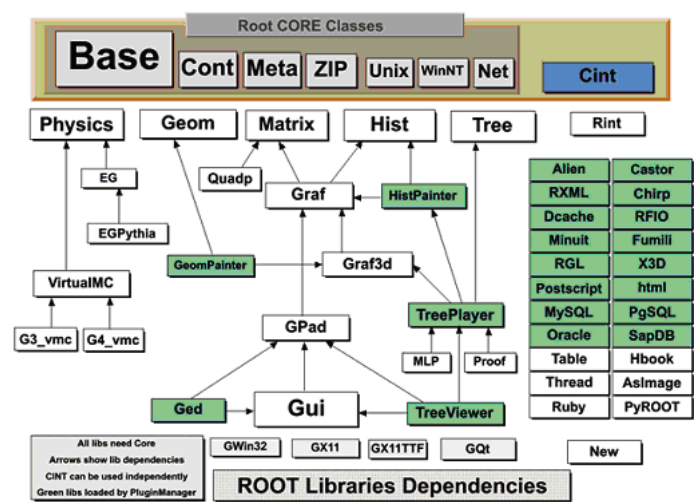 Root CORE Classes
Base
Cont
Meta
ZIP
Unix
WinNT
Net
Cint
Physics
Geom
Matrix
Hist
Tree
Rint
EG
Quadp
Graf
HistPainter
EGPythia
GeomPainter
Graf3d
VirtualMC
TreePlayer
G3_vmc
G4_vmc
GPad
MLP
Proof
Ged
Gui
TreeViewer
Alien
Castor
RXML
Chirp
Dcache
RFIO
Minuit
Fumili
RGL
X3D
Postscript
html
MySQL
PgSQL
Oracle
SapDB
Table
Hbook
Thread
AsImage
Ruby
PyROOT
All libs need Core
Arrows show lib dependencies
CINT can be used independently
Green libs loaded by PluginManager
GWin32
GX11
GX11TTF
GQt
New
ROOT Libraries Dependencies